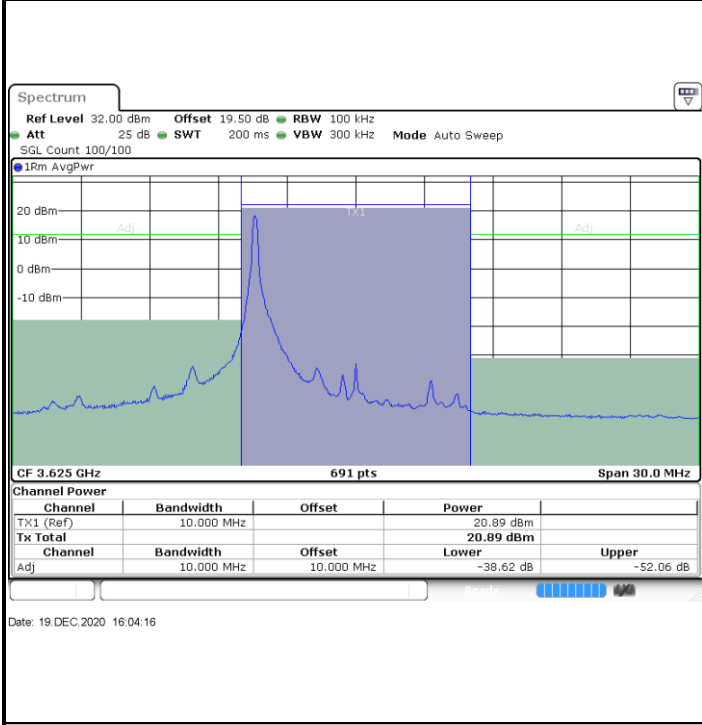 Spectrum
Ref Level 32.00 dBm Offset 19.50 dB RBW 100 kHz
Att 25 dB SWT 200 ms VBW 300 kHz Mode Auto Sweep
SGL Count 100/100
1Rm AvgPwr
TX1
20 dBm
Adj Adj
10 dBm
0 dBm
-10 dBm
CF 3.625 GHz 691 pts Span 30.0 MHz
Channel Power
Channel Bandwidth Offset Power
TX1 (Ref) 10.000 MHz 20.89 dBm
Tx Total 20.89 dBm
Channel Bandwidth Offset Lower Upper
Adj 10.000 MHz 10.000 MHz -38.62 dB -52.06 dB
Ready
Date: 19.DEC.2020 16:04:16